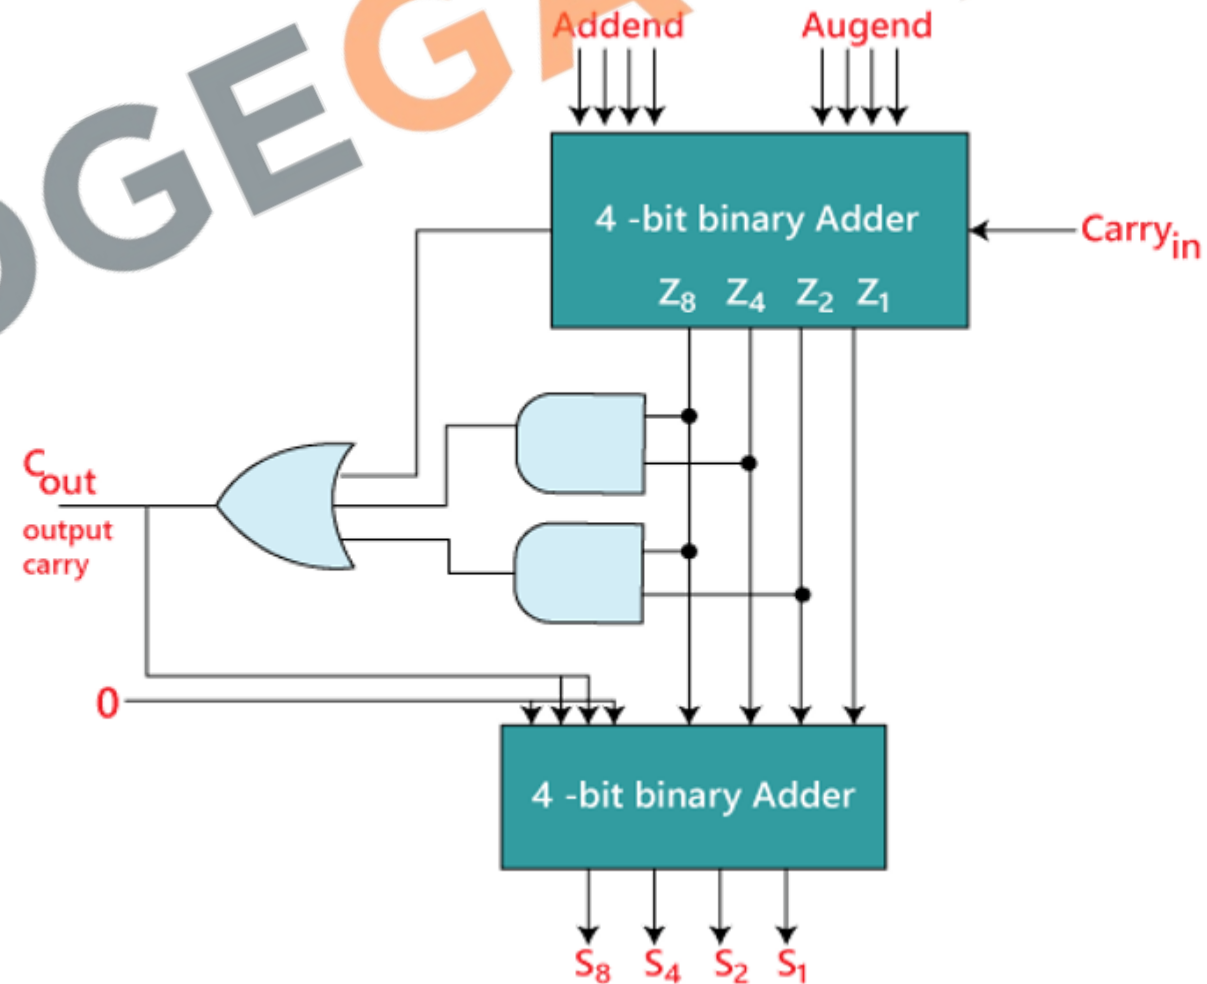 OGEGA
Addend Augend
4 -bit binary Adder
Carryin
Z8 Z4 Z2 Z1
Cout
output
carry
0
4 -bit binary Adder
S8 S4 S2 S1